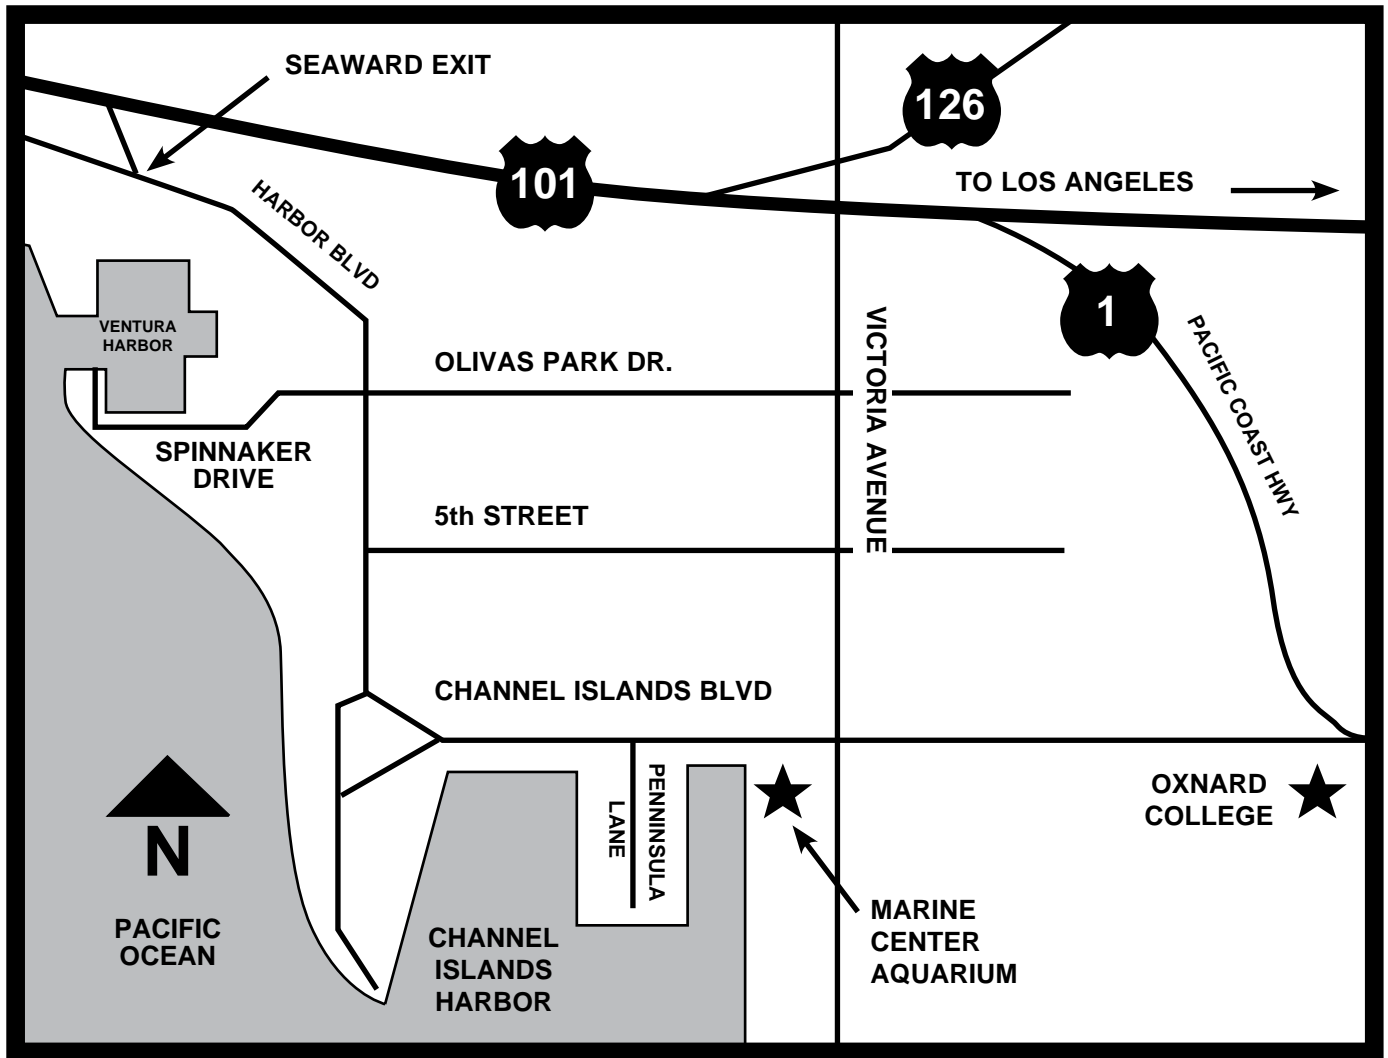 SEAWARD EXIT
126
101
TO LOS ANGELES
HARBOR BLVD
1
VENTURA
HARBOR
OLIVAS PARK DR.
VICTORIA AVENUE
PACIFIC COAST HWY
SPINNAKER
DRIVE
5th STREET
CHANNEL ISLANDS BLVD
PENNINSULA
LANE
OXNARD
COLLEGE
N
PACIFIC
OCEAN
CHANNEL
ISLANDS
HARBOR
MARINE
CENTER
AQUARIUM